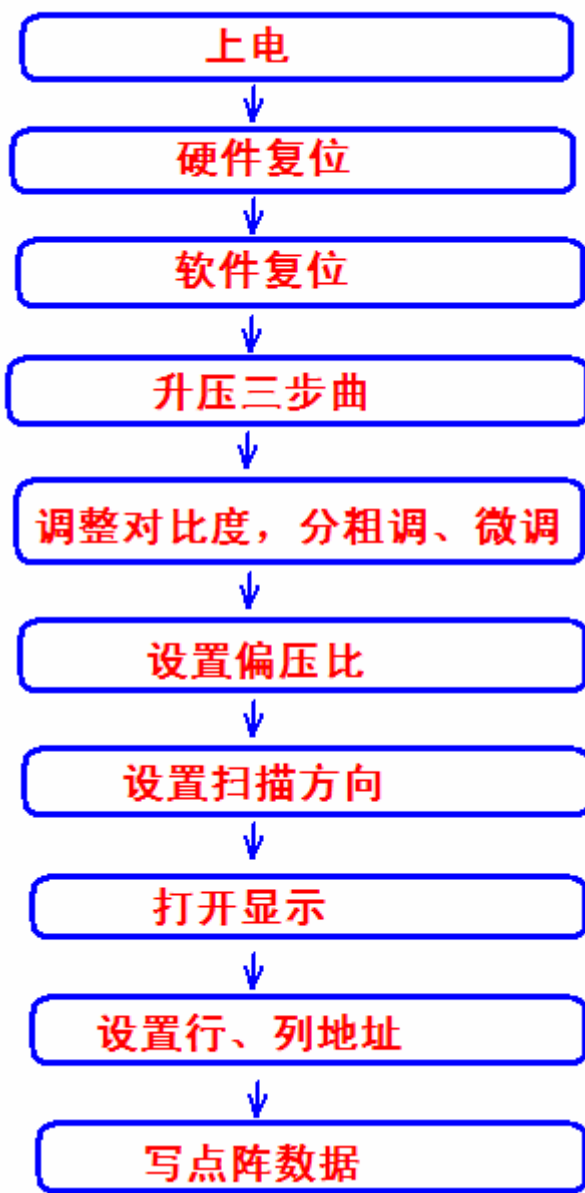 上电
硬件复位
软件复位
升压三步曲
调整对比度，分粗调、微调
设置偏压比
设置扫描方向
打开显示
设置行、列地址
写点阵数据